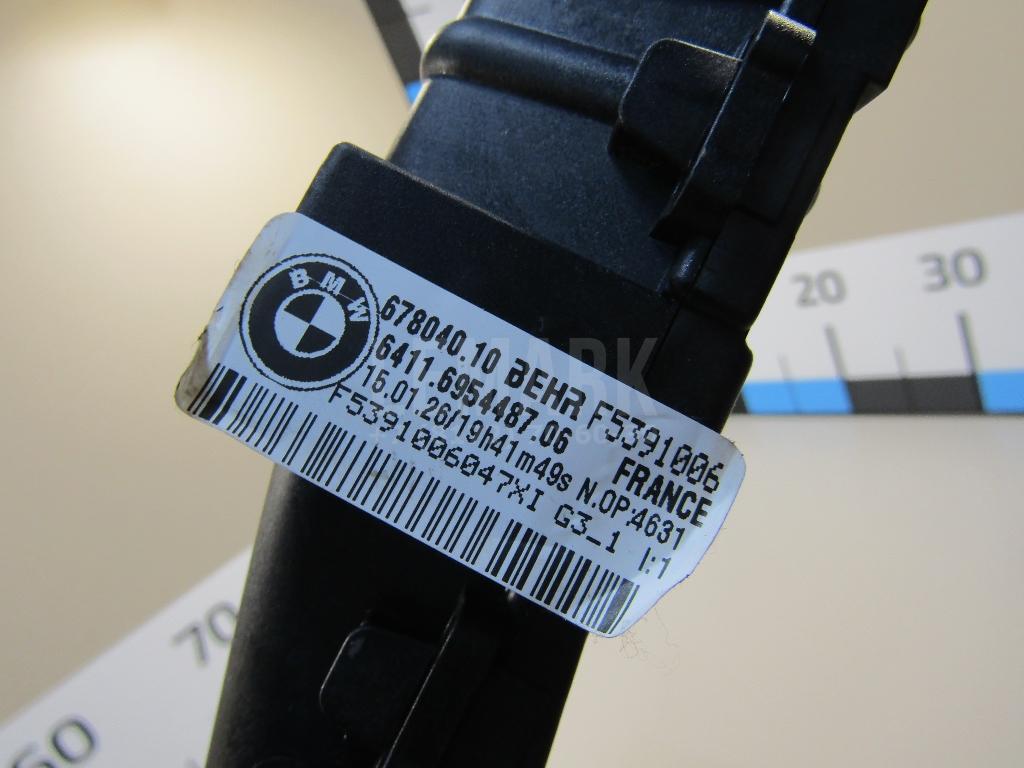 BMW
678040.10 BEHR F5391006
6411.6954487.06 FRANCE
16.01.26/19h41m49s N.OP:4631
F5391006047XI G3_1 I:1
20 30
70
60